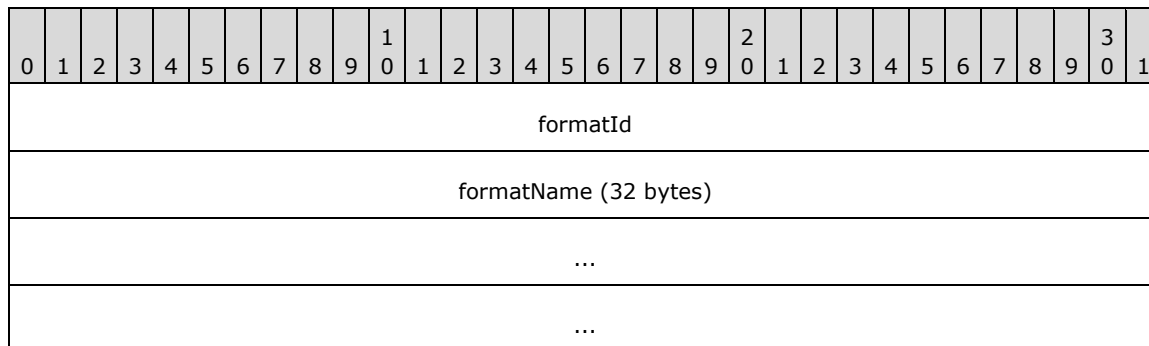 1 2 3
0 1 2 3 4 5 6 7 8 9 0 1 2 3 4 5 6 7 8 9 0 1 2 3 4 5 6 7 8 9 0 1
formatId
formatName (32 bytes)
...
...